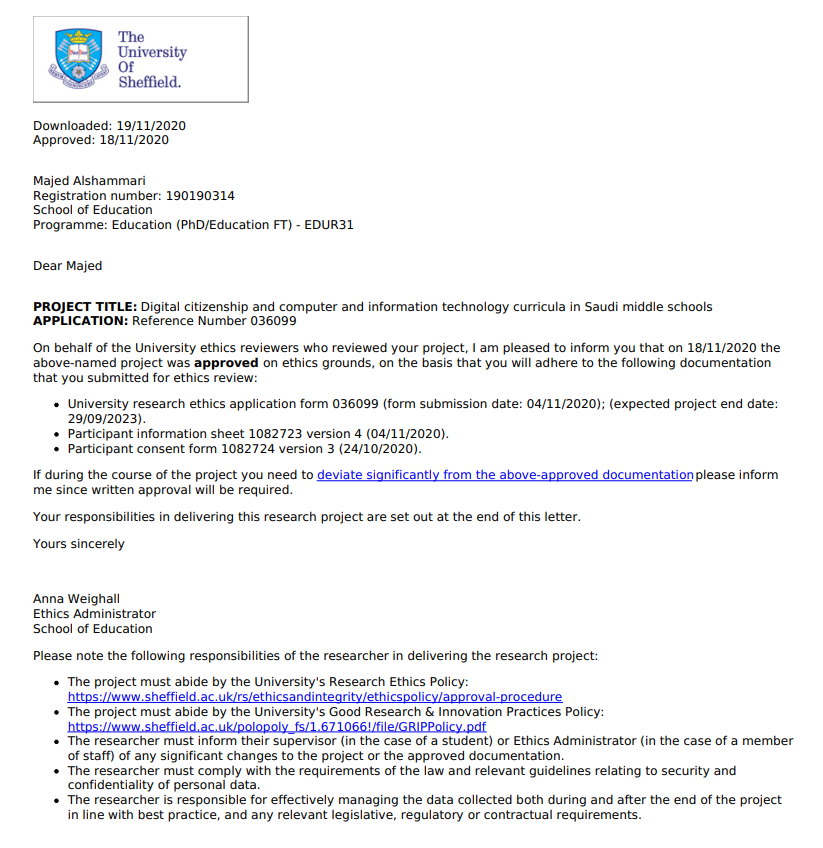 The
University
Of
Sheffield.
Downloaded: 19/11/2020
Approved: 18/11/2020
Majed Alshammari
Registration number: 190190314
School of Education
Programme: Education (PhD/Education FT) - EDUR31
Dear Majed
PROJECT TITLE: Digital citizenship and computer and information technology curricula in Saudi middle schools
APPLICATION: Reference Number 036099
On behalf of the University ethics reviewers who reviewed your project, I am pleased to inform you that on 18/11/2020 the
above-named project was approved on ethics grounds, on the basis that you will adhere to the following documentation
that you submitted for ethics review:
• University research ethics application form 036099 (form submission date: 04/11/2020); (expected project end date:
29/09/2023).
• Participant information sheet 1082723 version 4 (04/11/2020).
• Participant consent form 1082724 version 3 (24/10/2020).
If during the course of the project you need to deviate significantly from the above-approved documentation please inform
me since written approval will be required.
Your responsibilities in delivering this research project are set out at the end of this letter.
Yours sincerely
Anna Weighall
Ethics Administrator
School of Education
Please note the following responsibilities of the researcher in delivering the research project:
• The project must abide by the University's Research Ethics Policy:
https://www.sheffield.ac.uk/rs/ethicsandintegrity/ethicspolicy/approval-procedure
• The project must abide by the University's Good Research & Innovation Practices Policy:
https://www.sheffield.ac.uk/polopoly_fs/1.671066!/file/GRIPPolicy.pdf
• The researcher must inform their supervisor (in the case of a student) or Ethics Administrator (in the case of a member
of staff) of any significant changes to the project or the approved documentation.
• The researcher must comply with the requirements of the law and relevant guidelines relating to security and
confidentiality of personal data.
• The researcher is responsible for effectively managing the data collected both during and after the end of the project
in line with best practice, and any relevant legislative, regulatory or contractual requirements.